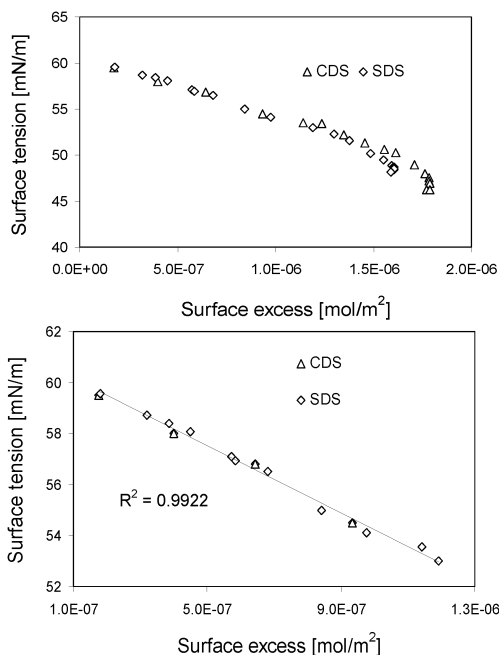 65
60
55
50
45
40
Surface tension [mN/m]
CDS SDS
0.0E+00 5.0E-07 1.0E-06 1.5E-06 2.0E-06
Surface excess [mol/m²]
62
60
58
56
54
52
Surface tension [mN/m]
CDS
SDS
R² = 0.9922
1.0E-07 5.0E-07 9.0E-07 1.3E-06
Surface excess [mol/m²]